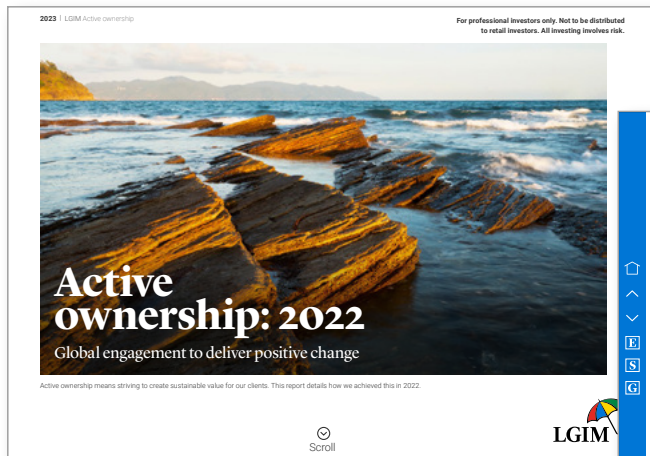 2023 | LGIM Active ownership
For professional investors only. Not to be distributed
to retail investors. All investing involves risk.
Active
ownership: 2022
Global engagement to deliver positive change
Active ownership means striving to create sustainable value for our clients. This report details how we achieved this in 2022.
E
S
G
Scroll
LGIM